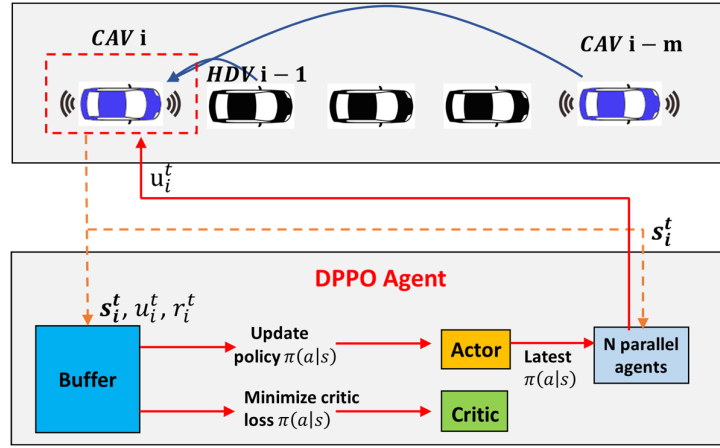 CAV i
HDV i − 1
CAV i − m
u_i^t
s_i^t
DPPO Agent
s_i^t, u_i^t, r_i^t
Buffer
Update
policy π(a|s)
Actor
Latest
π(a|s)
N parallel
agents
Minimize critic
loss π(a|s)
Critic